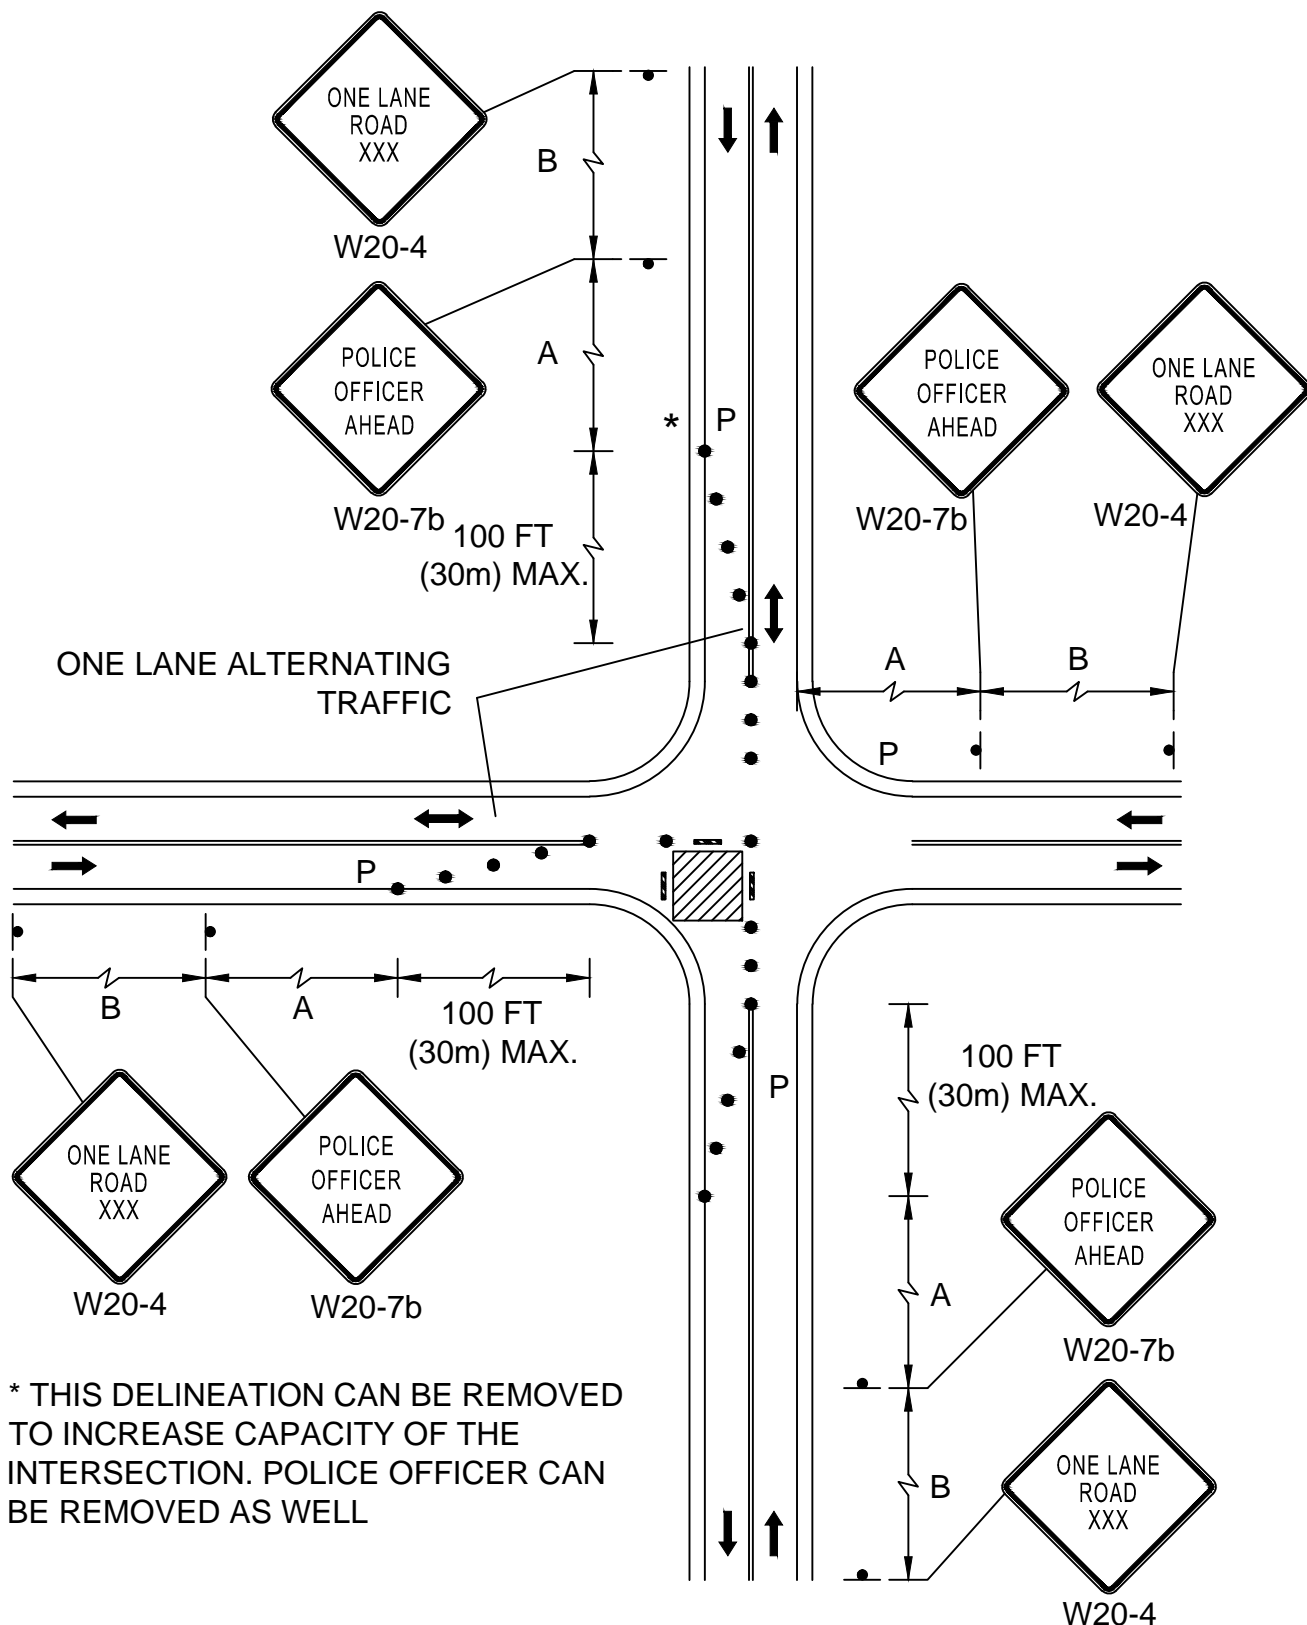 ONE LANE
ROAD
XXX
W20-4
B
POLICE
OFFICER
AHEAD
W20-7b
A
* P
100 FT
(30m) MAX.
POLICE
OFFICER
AHEAD
W20-7b
ONE LANE
ROAD
XXX
W20-4
ONE LANE ALTERNATING
TRAFFIC
A
B
P
P
B
A
100 FT
(30m) MAX.
ONE LANE
ROAD
XXX
W20-4
POLICE
OFFICER
AHEAD
W20-7b
P
100 FT
(30m) MAX.
POLICE
OFFICER
AHEAD
W20-7b
A
ONE LANE
ROAD
XXX
W20-4
B
* THIS DELINEATION CAN BE REMOVED
TO INCREASE CAPACITY OF THE
INTERSECTION. POLICE OFFICER CAN
BE REMOVED AS WELL